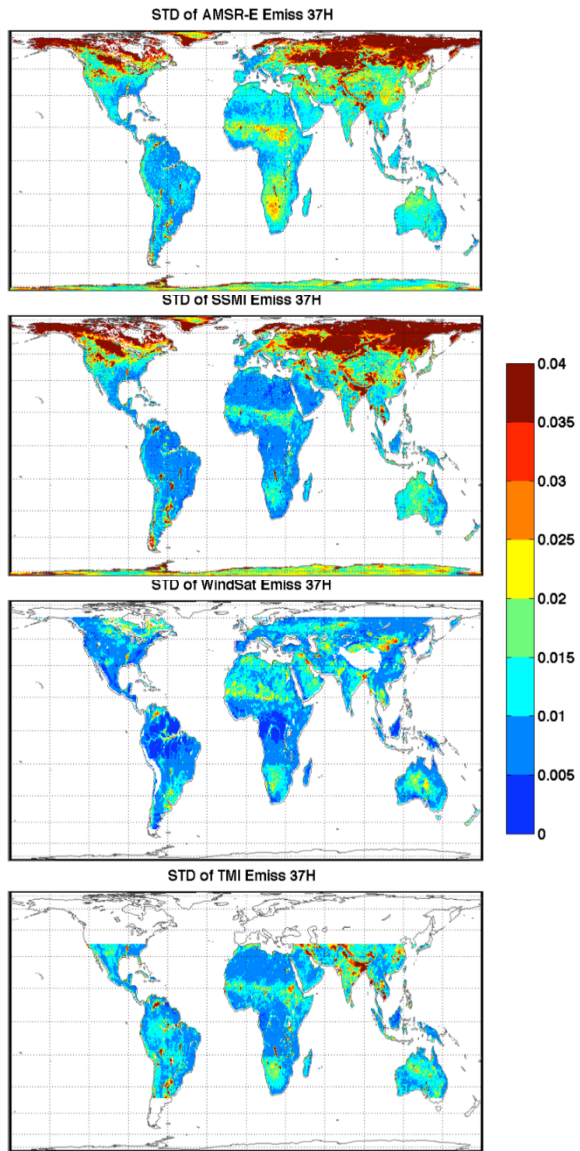 STD of AMSR-E Emiss 37H
STD of SSMI Emiss 37H
0.04
0.035
0.03
0.025
0.02
0.015
0.01
0.005
0
STD of WindSat Emiss 37H
STD of TMI Emiss 37H